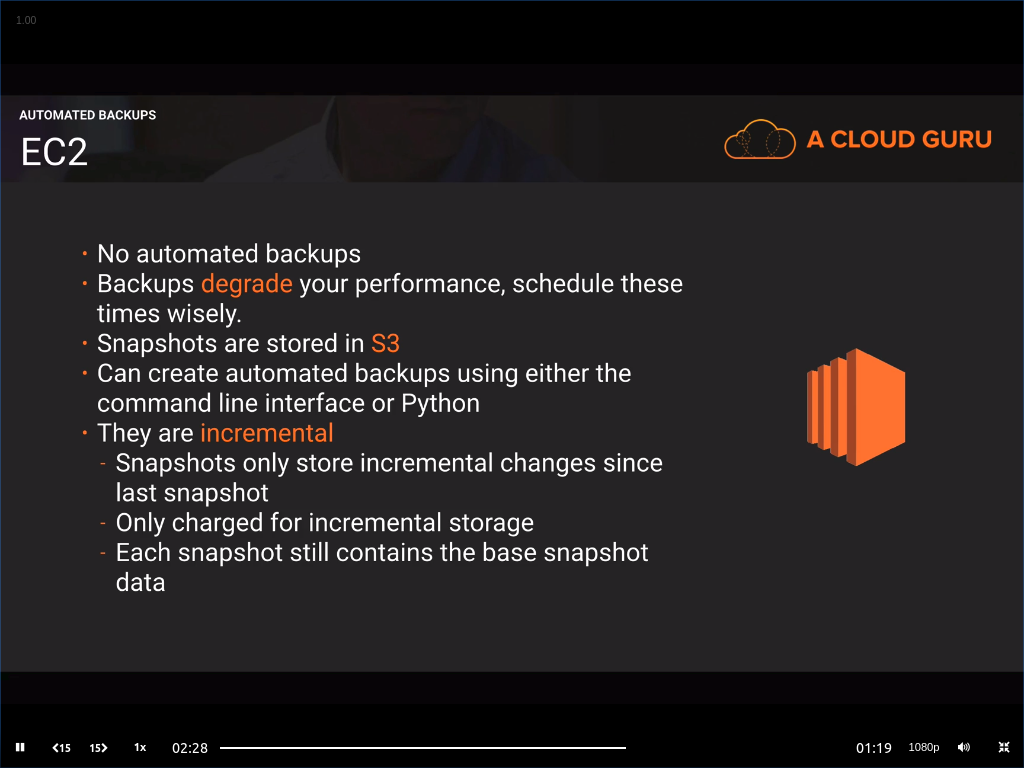 1.00
AUTOMATED BACKUPS
EC2
A CLOUD GURU
• No automated backups
• Backups degrade your performance, schedule these
times wisely.
• Snapshots are stored in S3
• Can create automated backups using either the
command line interface or Python
• They are incremental
- Snapshots only store incremental changes since
last snapshot
- Only charged for incremental storage
- Each snapshot still contains the base snapshot
data
15 15 1x 02:28 01:19 1080p